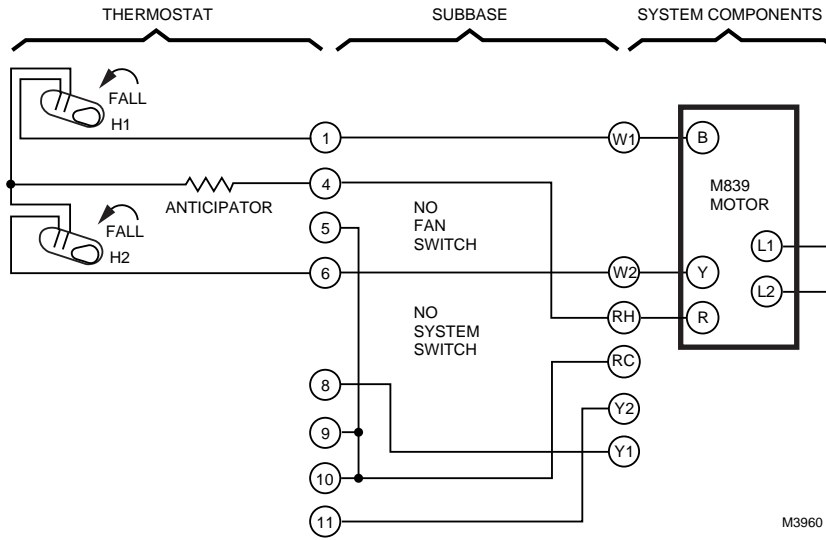 THERMOSTAT
SUBBASE
SYSTEM COMPONENTS
FALL
H1
1
W1
B
M839
MOTOR
4
ANTICIPATOR
NO
FAN
SWITCH
5
FALL
H2
L1
6
W2
Y
L2
NO
SYSTEM
SWITCH
RH
R
RC
8
Y2
9
Y1
10
11
M3960